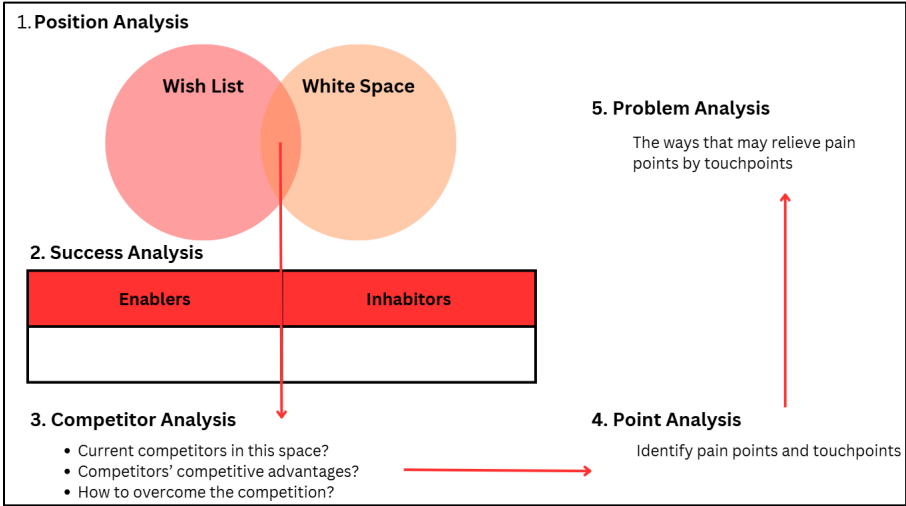 1. Position Analysis
Wish List
White Space
2. Success Analysis
Enablers
Inhabitors
3. Competitor Analysis
• Current competitors in this space?
• Competitors’ competitive advantages?
• How to overcome the competition?
4. Point Analysis
Identify pain points and touchpoints
5. Problem Analysis
The ways that may relieve pain
points by touchpoints